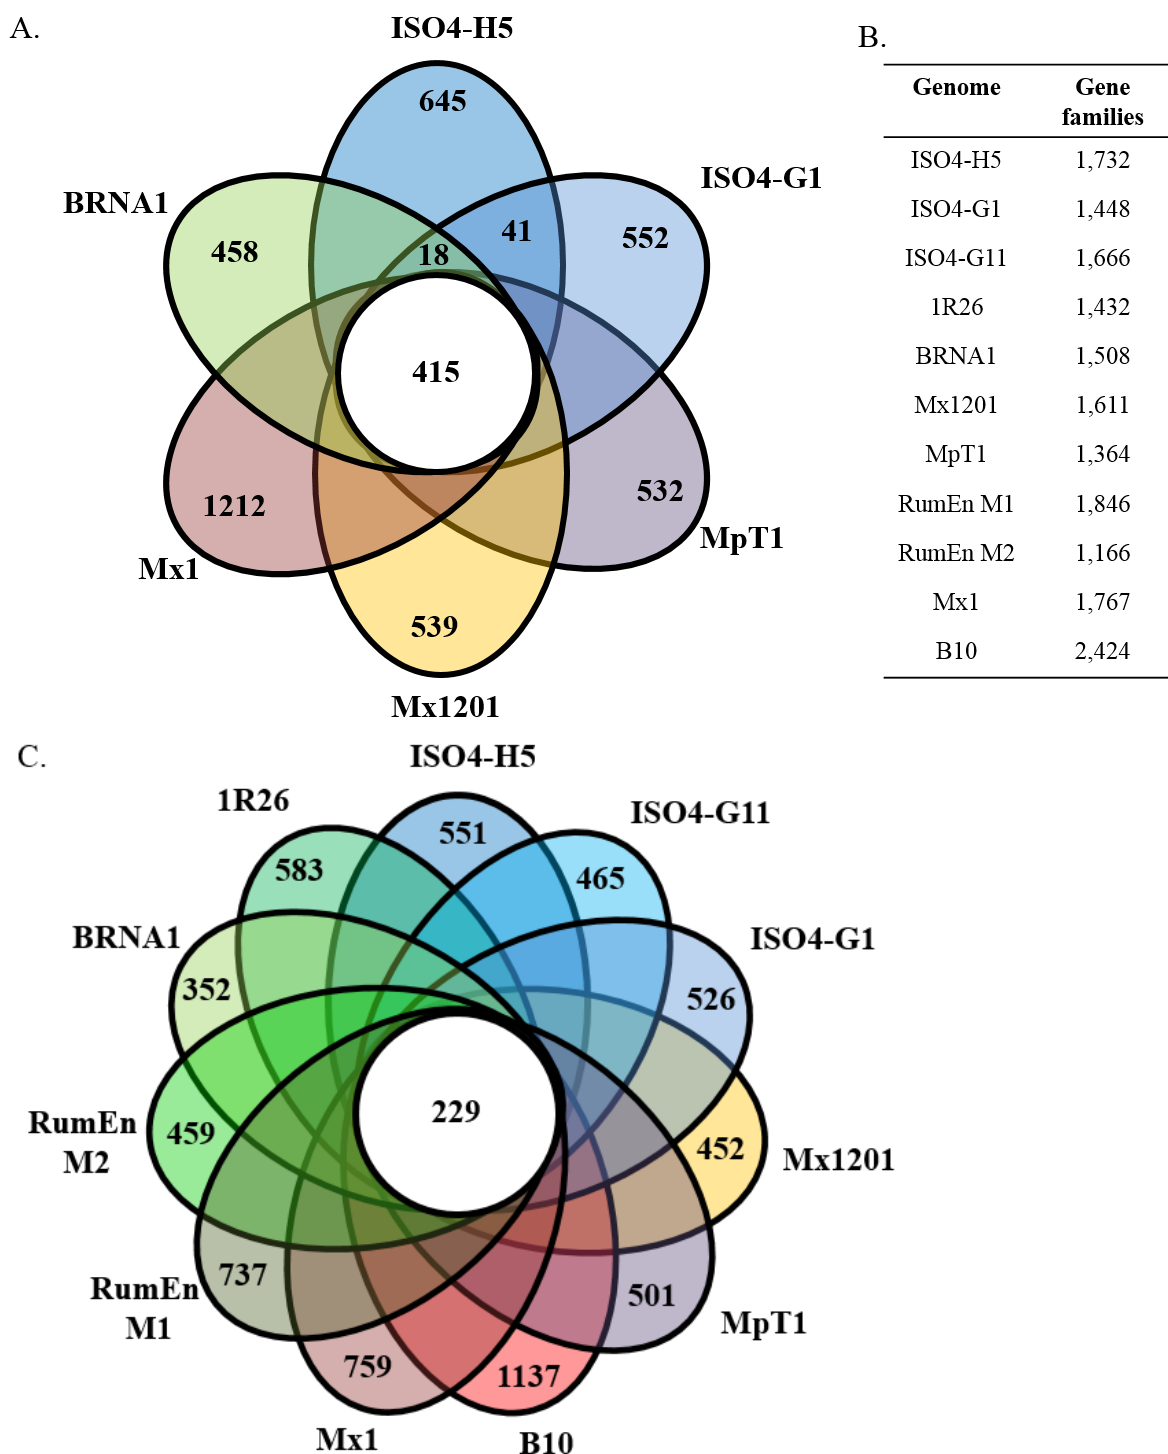 A.
ISO4-H5
645
BRNA1
ISO4-G1
458
18
41
552
415
1212
532
Mx1
MpT1
539
Mx1201
B.
Genome Gene families
ISO4-H5 1,732
ISO4-G1 1,448
ISO4-G11 1,666
1R26 1,432
BRNA1 1,508
Mx1201 1,611
MpT1 1,364
RumEn M1 1,846
RumEn M2 1,166
Mx1 1,767
B10 2,424
C.
ISO4-H5
1R26
ISO4-G11
551
583
465
BRNA1
ISO4-G1
352
526
229
RumEn
M2
459
452
Mx1201
RumEn
M1
737
501
MpT1
759
1137
Mx1
B10